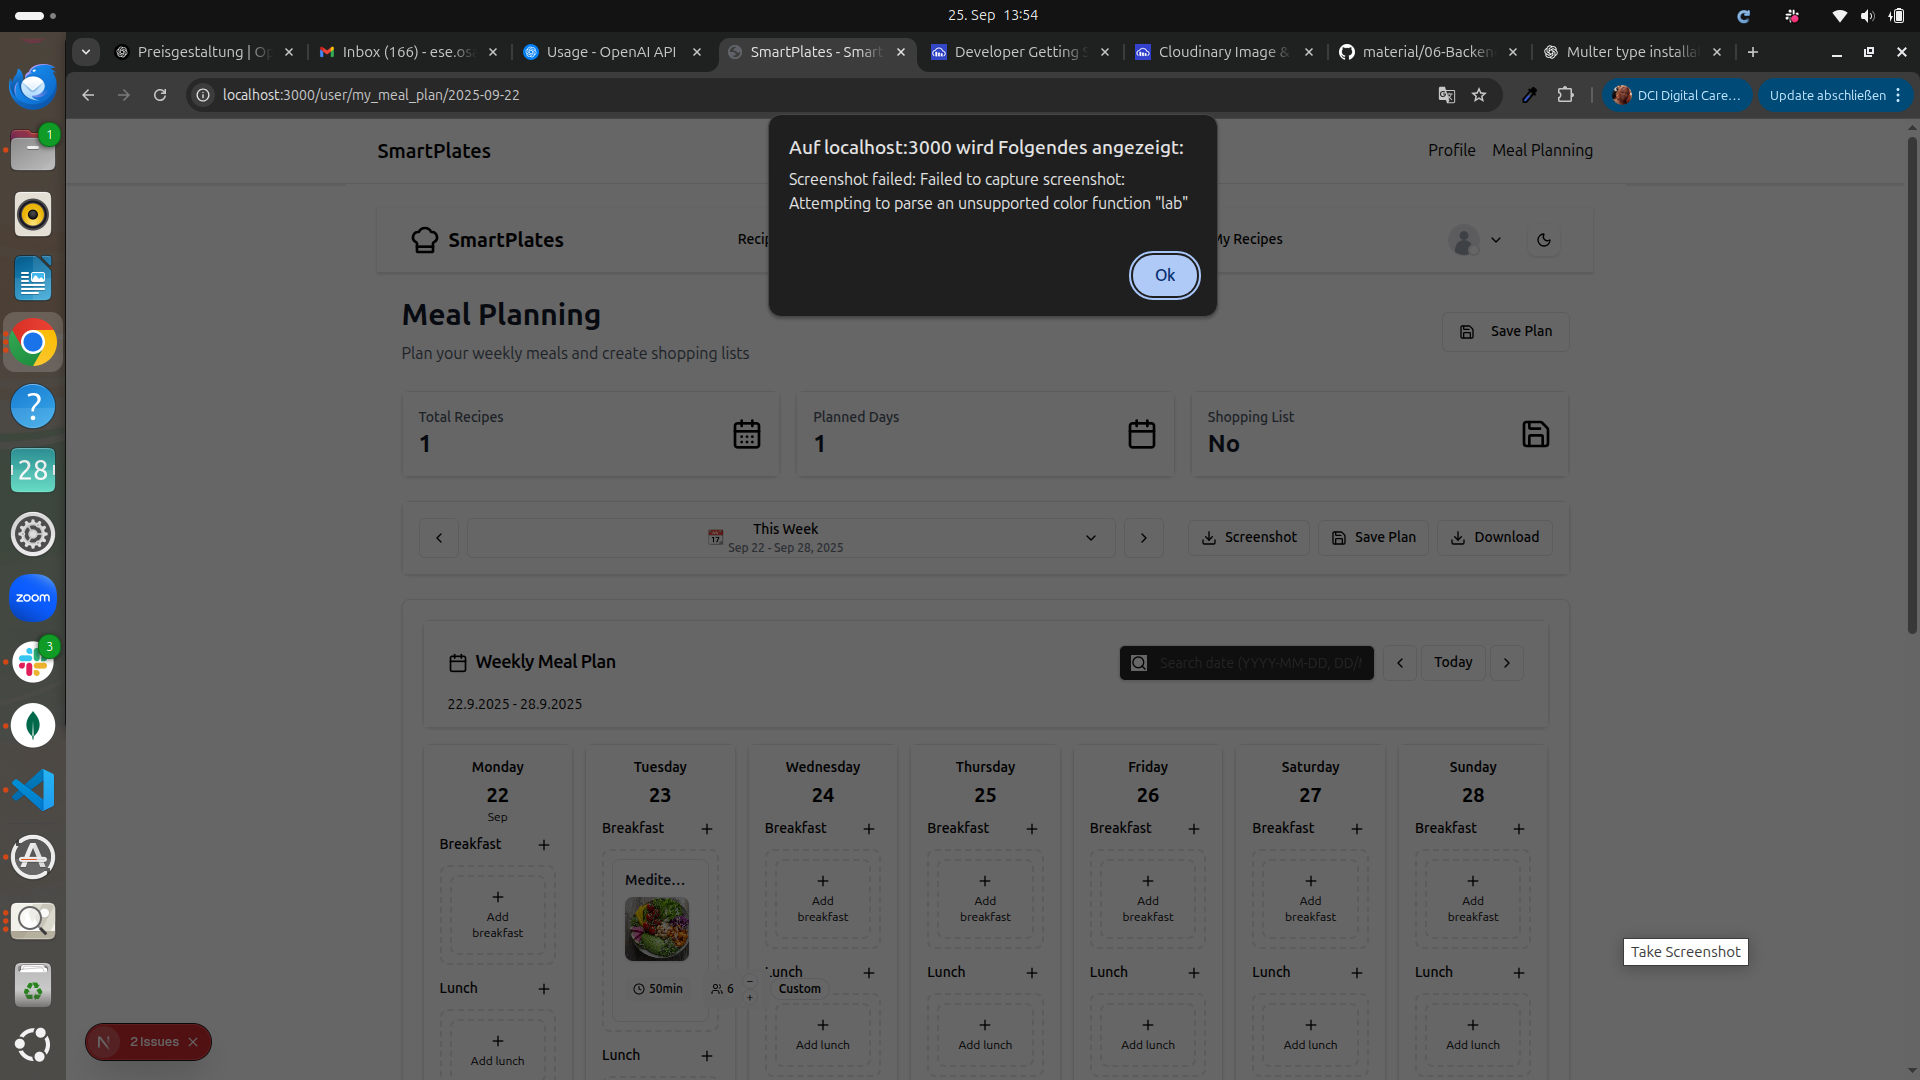 25. Sep 13:54
Preisgestaltung | Op
Inbox (166) - ese.osa
Usage - OpenAI API
SmartPlates - Smart
Developer Getting S
Cloudinary Image &
material/06-Backen
Multer type installa
localhost:3000/user/my_meal_plan/2025-09-22
DCI Digital Care...
Update abschließen
SmartPlates
Profile
Meal Planning
Auf localhost:3000 wird Folgendes angezeigt:
Screenshot failed: Failed to capture screenshot:
Attempting to parse an unsupported color function "lab"
Ok
SmartPlates
Recip
My Recipes
Meal Planning
Plan your weekly meals and create shopping lists
Save Plan
Total Recipes
1
Planned Days
1
Shopping List
No
This Week
Sep 22 - Sep 28, 2025
Screenshot
Save Plan
Download
Weekly Meal Plan
Search date (YYYY-MM-DD, DD/
Today
22.9.2025 - 28.9.2025
Monday
22
Sep
Breakfast
Add
breakfast
Lunch
Add lunch
Tuesday
23
Breakfast
Medite...
50min
6
Custom
Lunch
Wednesday
24
Breakfast
Add
breakfast
Lunch
Add lunch
Thursday
25
Breakfast
Add
breakfast
Lunch
Add lunch
Friday
26
Breakfast
Add
breakfast
Lunch
Add lunch
Saturday
27
Breakfast
Add
breakfast
Lunch
Add lunch
Sunday
28
Breakfast
Add
breakfast
Lunch
Add lunch
Take Screenshot
N
2 Issues
1
28
zoom
3